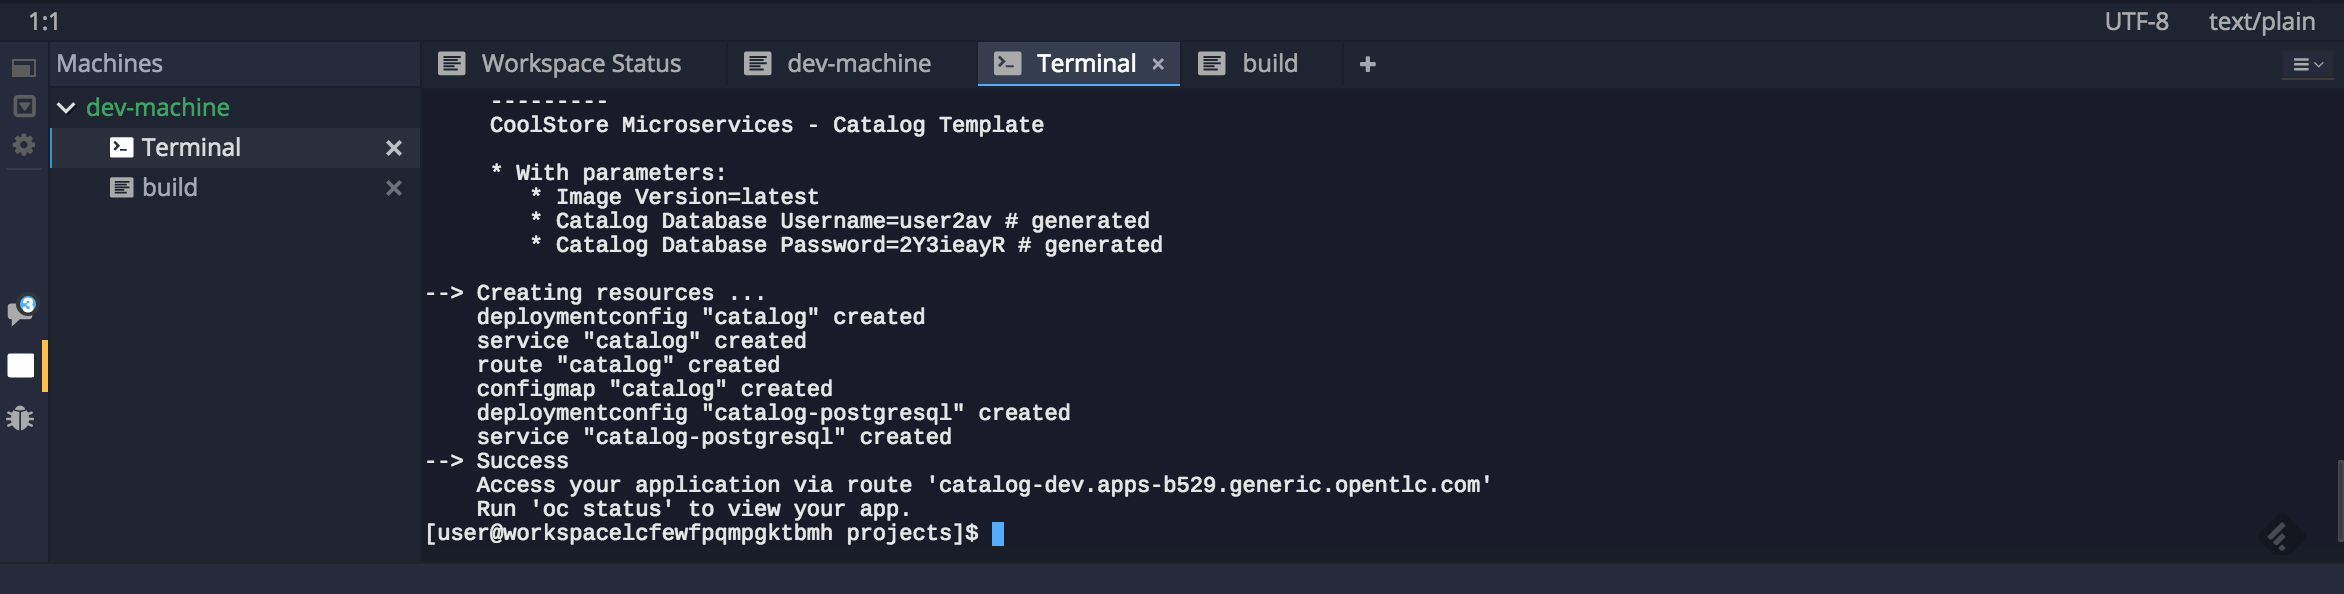 1:1 UTF-8 text/plain
Machines
dev-machine
Terminal
build
3
Workspace Status dev-machine Terminal × build +
---------
CoolStore Microservices - Catalog Template
* With parameters:
* Image Version=latest
* Catalog Database Username=user2av # generated
* Catalog Database Password=2Y3ieayR # generated
--> Creating resources ...
deploymentconfig "catalog" created
service "catalog" created
route "catalog" created
configmap "catalog" created
deploymentconfig "catalog-postgresql" created
service "catalog-postgresql" created
--> Success
Access your application via route 'catalog-dev.apps-b529.generic.opentlc.com'
Run 'oc status' to view your app.
[user@workspacelcfewfpqmpgktbmh projects]$